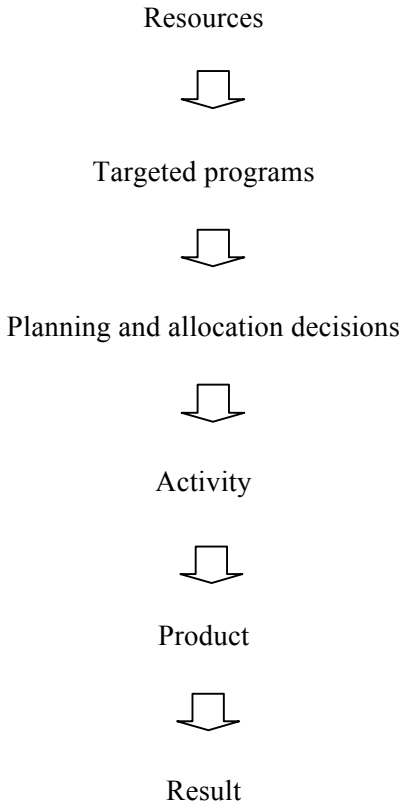 Resources
Targeted programs
Planning and allocation decisions
Activity
Product
Result